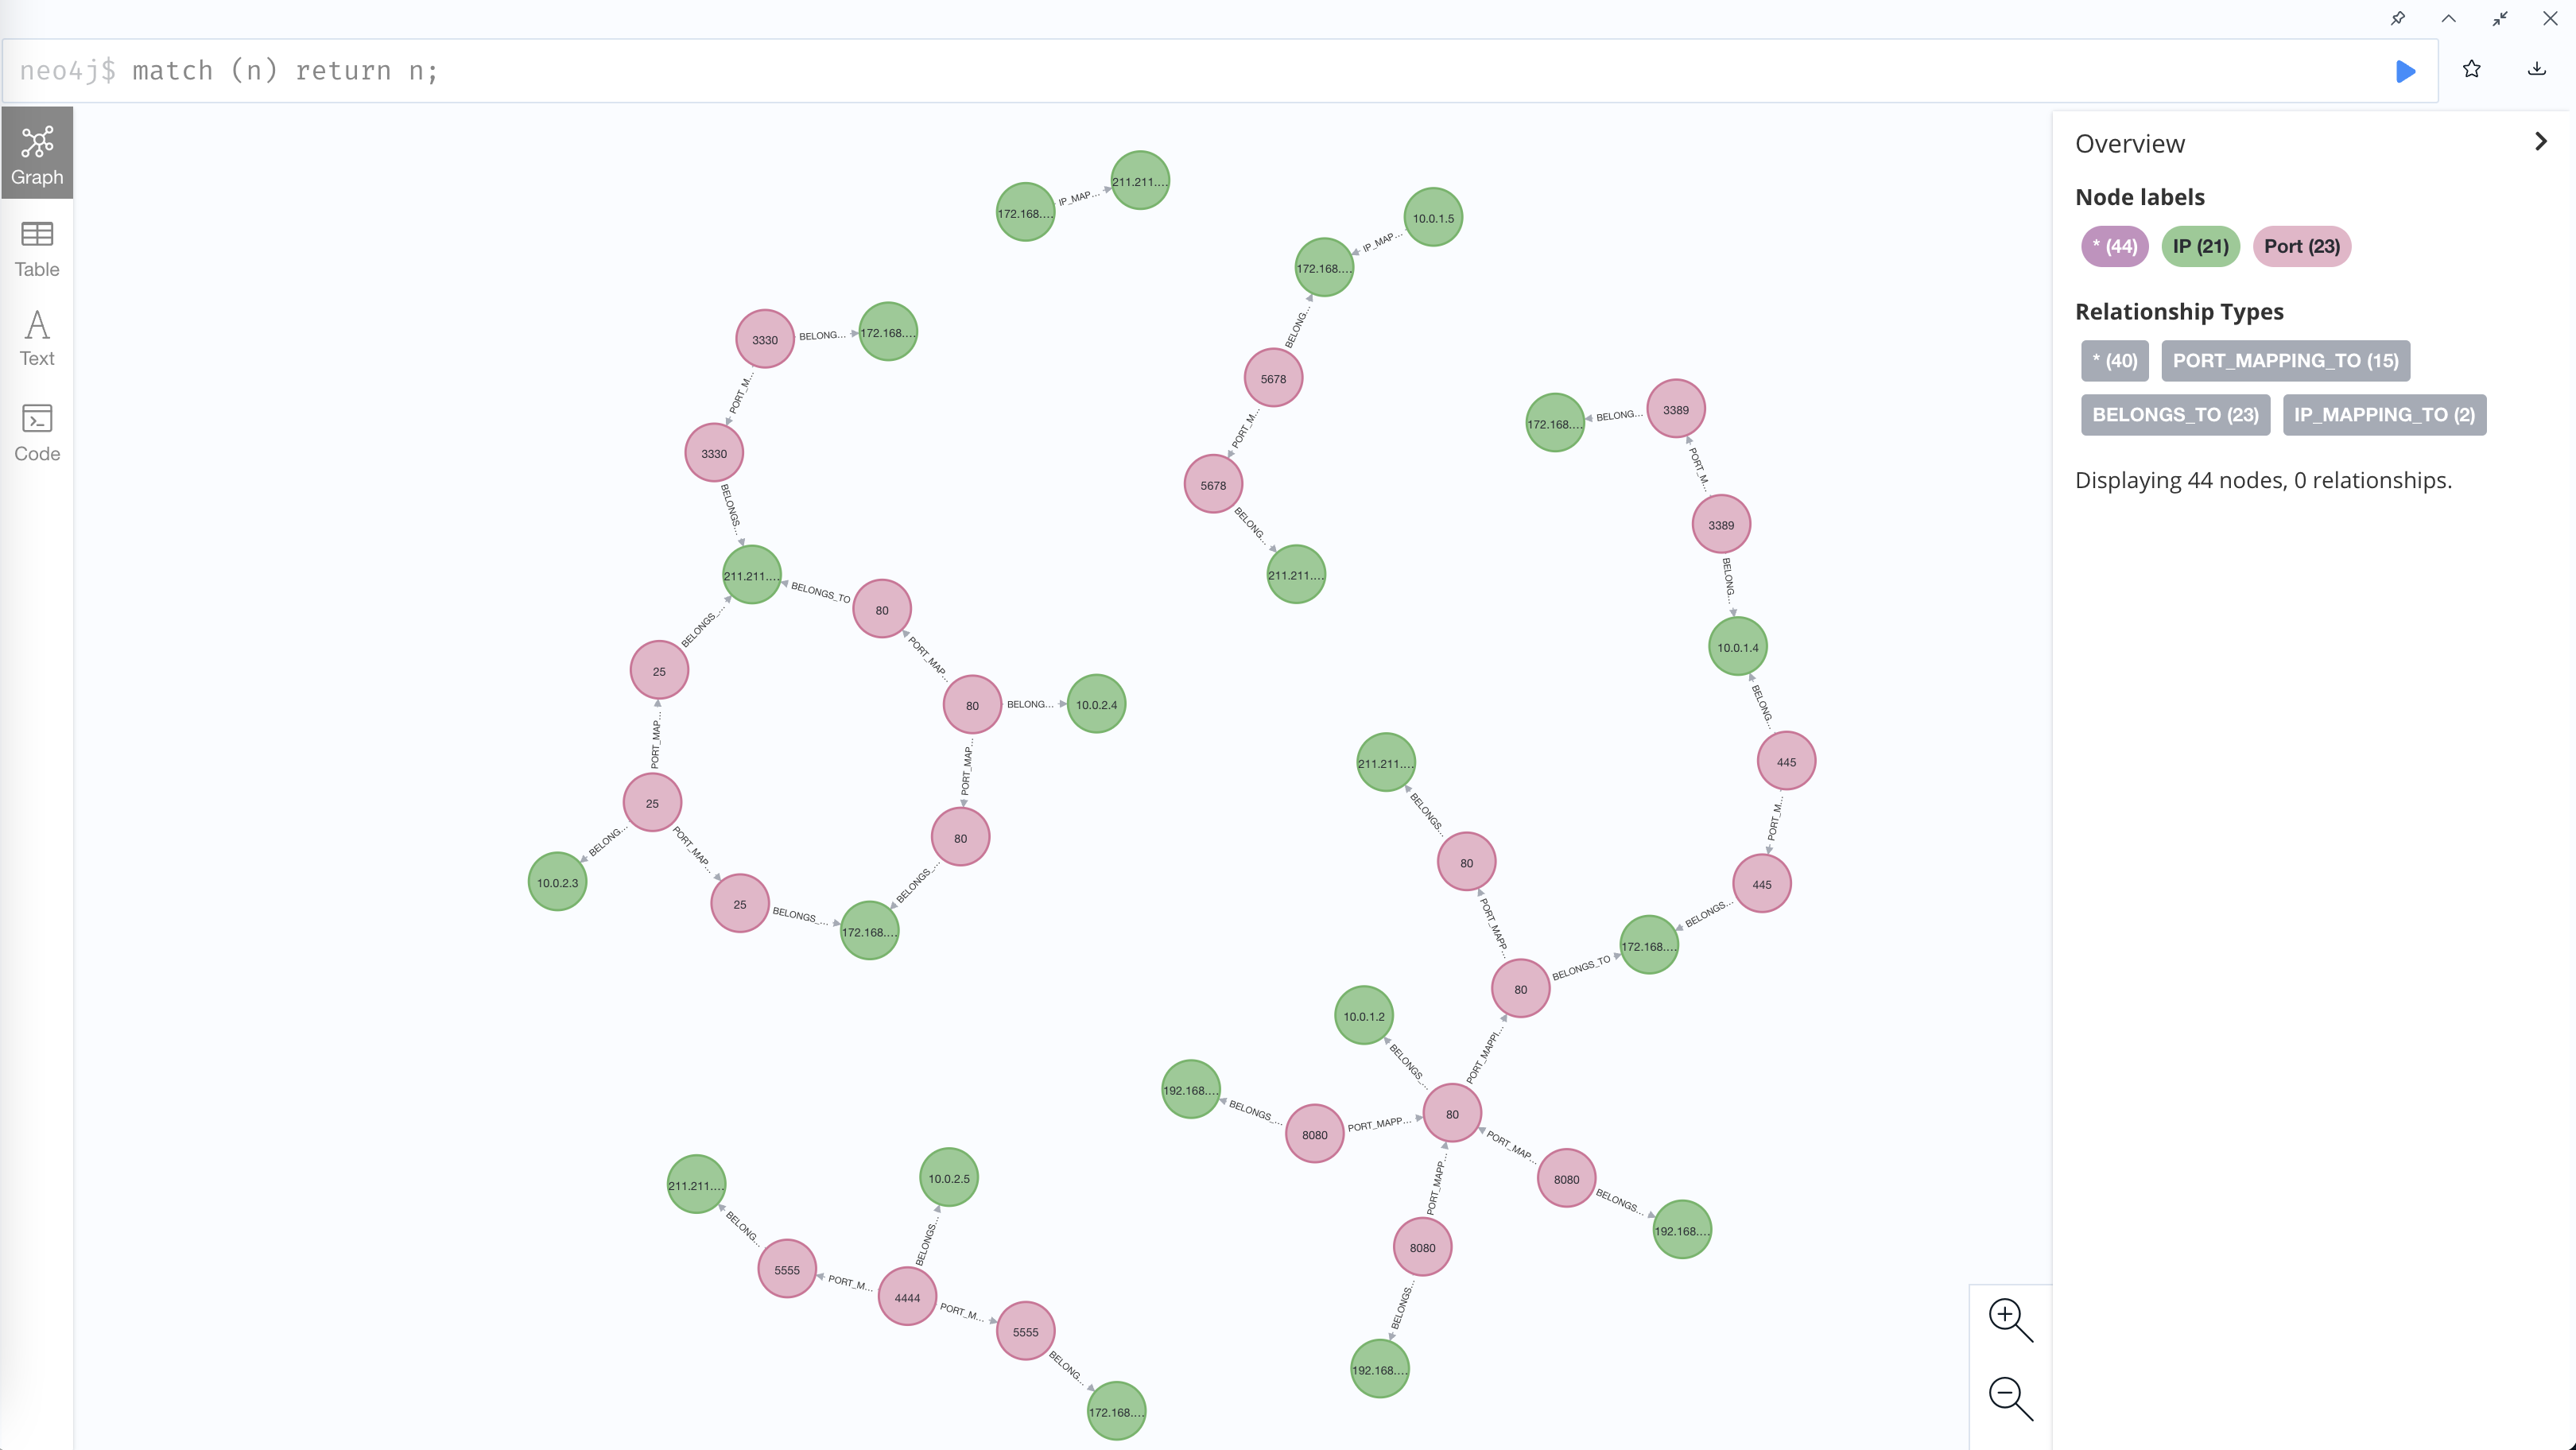 neo4j$ match (n) return n;
Graph
Table
Text
Code
Overview
Node labels
* (44) IP (21) Port (23)
Relationship Types
* (40) PORT_MAPPING_TO (15)
BELONGS_TO (23) IP_MAPPING_TO (2)
Displaying 44 nodes, 0 relationships.
172.168.... IP_MAP... 211.211....
10.0.1.5
IP_MAP...
172.168....
BELONG...
5678
PORT_M...
5678
BELONG...
211.211....
3330 BELONG... 172.168....
PORT_M...
3330
BELONGS...
211.211.... BELONGS_TO 80
BELONGS_...
25
PORT_MAP...
80 BELONG... 10.0.2.4
PORT_MAP...
PORT_MAP...
25
BELONG...
10.0.2.3
PORT_MAP...
25 BELONGS_... 172.168....
80
BELONGS_...
172.168.... BELONG... 3389
PORT_M...
3389
BELONG...
10.0.1.4
BELONG...
445
PORT_M...
445
BELONGS...
172.168....
211.211....
BELONGS...
80
PORT_MAPP...
80 BELONGS_TO
PORT_MAPPI...
10.0.1.2
BELONGS_...
80
192.168.... BELONGS_... 8080 PORT_MAPP...
PORT_MAP...
8080
BELONGS...
192.168....
PORT_MAPP...
8080
BELONGS...
192.168....
211.211....
BELONG...
5555 PORT_M... 4444
BELONGS...
10.0.2.5
PORT_M...
5555
BELONG...
172.168....